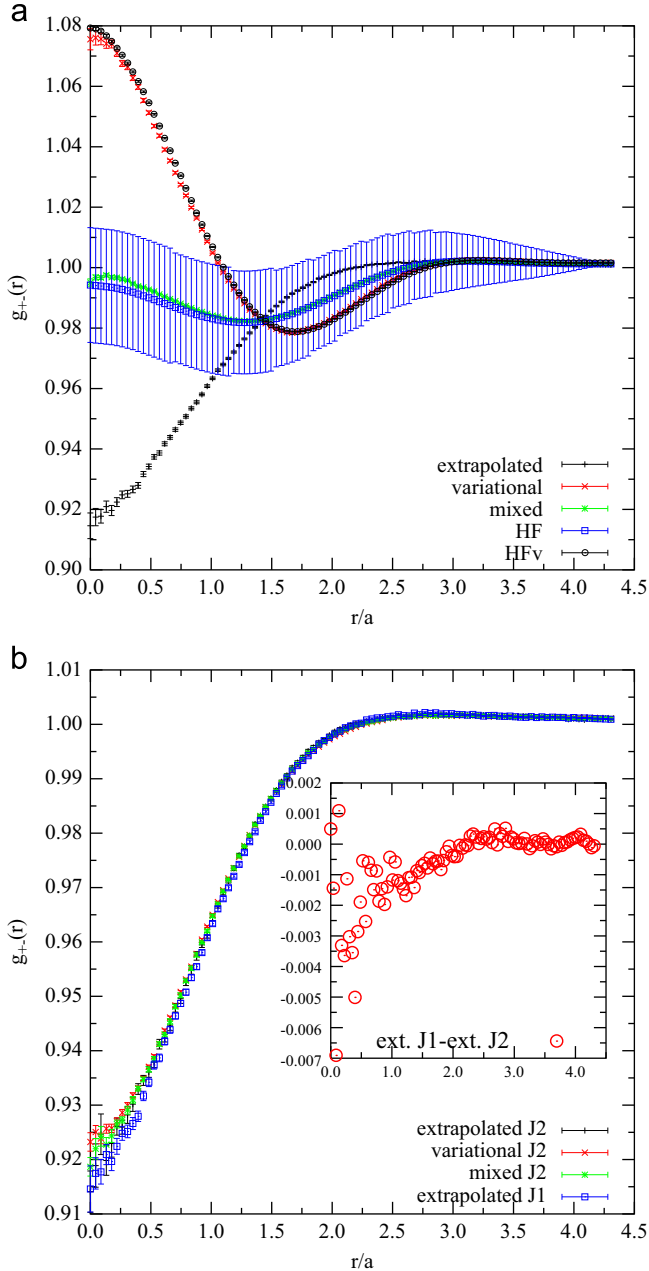 a
1.08
1.06
1.04
1.02
1.00
0.98
0.96
0.94
0.92
0.90
g+-(r)
extrapolated
variational
mixed
HF
HFv
0.0 0.5 1.0 1.5 2.0 2.5 3.0 3.5 4.0 4.5
r/a
b
1.01
1.00
0.99
0.98
0.97
0.96
0.95
0.94
0.93
0.92
0.91
g+-(r)
0.002
0.001
0.000
-0.001
-0.002
-0.003
-0.004
-0.005
-0.006
-0.007
ext. J1-ext. J2
0.0 1.0 2.0 3.0 4.0
extrapolated J2
variational J2
mixed J2
extrapolated J1
0.0 0.5 1.0 1.5 2.0 2.5 3.0 3.5 4.0 4.5
r/a